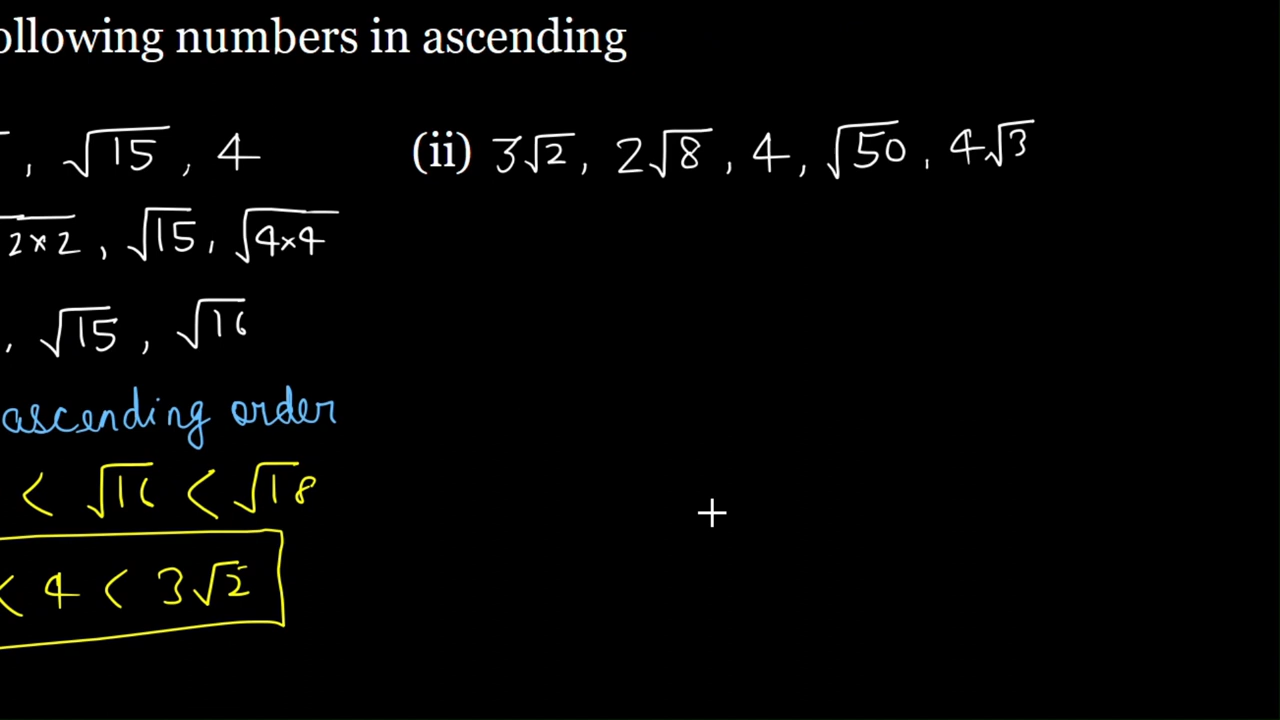 ollowing numbers in ascending
, √15 , 4
(ii) 3√2 , 2√8 , 4 , √50 , 4√3
2×2 , √15 , √4×4
, √15 , √16
ascending order
< √16 < √18
< 4 < 3√2